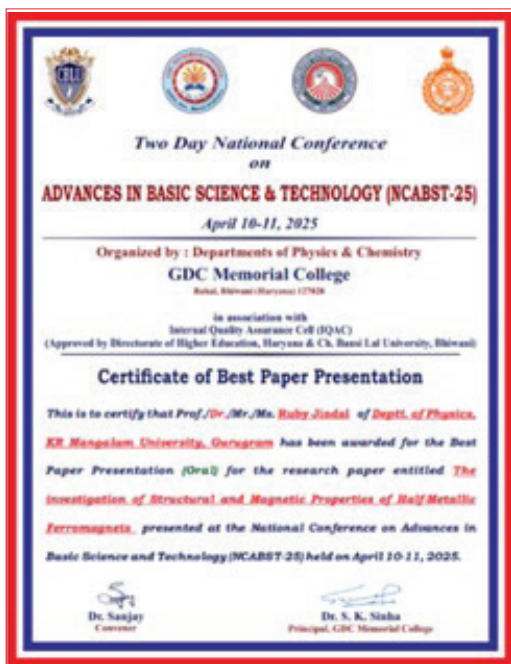 CBLU
Two Day National Conference
on
ADVANCES IN BASIC SCIENCE & TECHNOLOGY (NCABST-25)
April 10-11, 2025
Organized by : Departments of Physics & Chemistry
GDC Memorial College
Bahal, Bhiwani (Haryana) 127028
in association with
Internal Quality Assurance Cell (IQAC)
(Approved by Directorate of Higher Education, Haryana & Ch. Bansi Lal University, Bhiwani)
Certificate of Best Paper Presentation
This is to certify that Prof./Dr./Mr./Ms. Ruby Jindal of Deptt. of Physics,
KR Mangalam University, Gurugram has been awarded for the Best
Paper Presentation (Oral) for the research paper entitled The
investigation of Structural and Magnetic Properties of Half-Metallic
Ferromagnets presented at the National Conference on Advances in
Basic Science and Technology (NCABST-25) held on April 10-11, 2025.
Dr. Sanjay
Convener
Dr. S. K. Sinha
Principal, GDC Memorial College